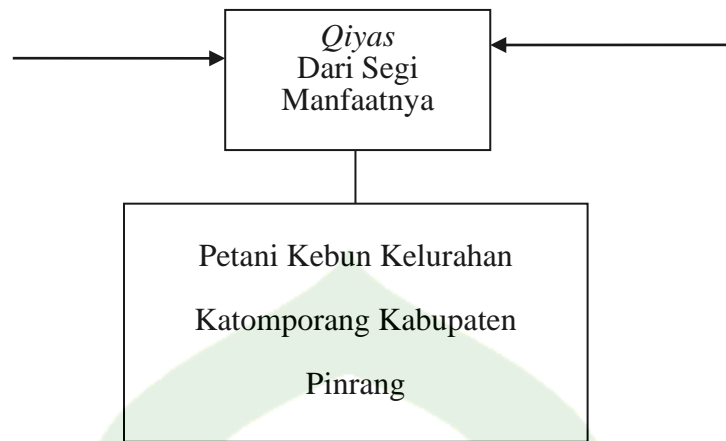 Qiyas
Dari Segi
Manfaatnya
Petani Kebun Kelurahan
Katomporang Kabupaten
Pinrang